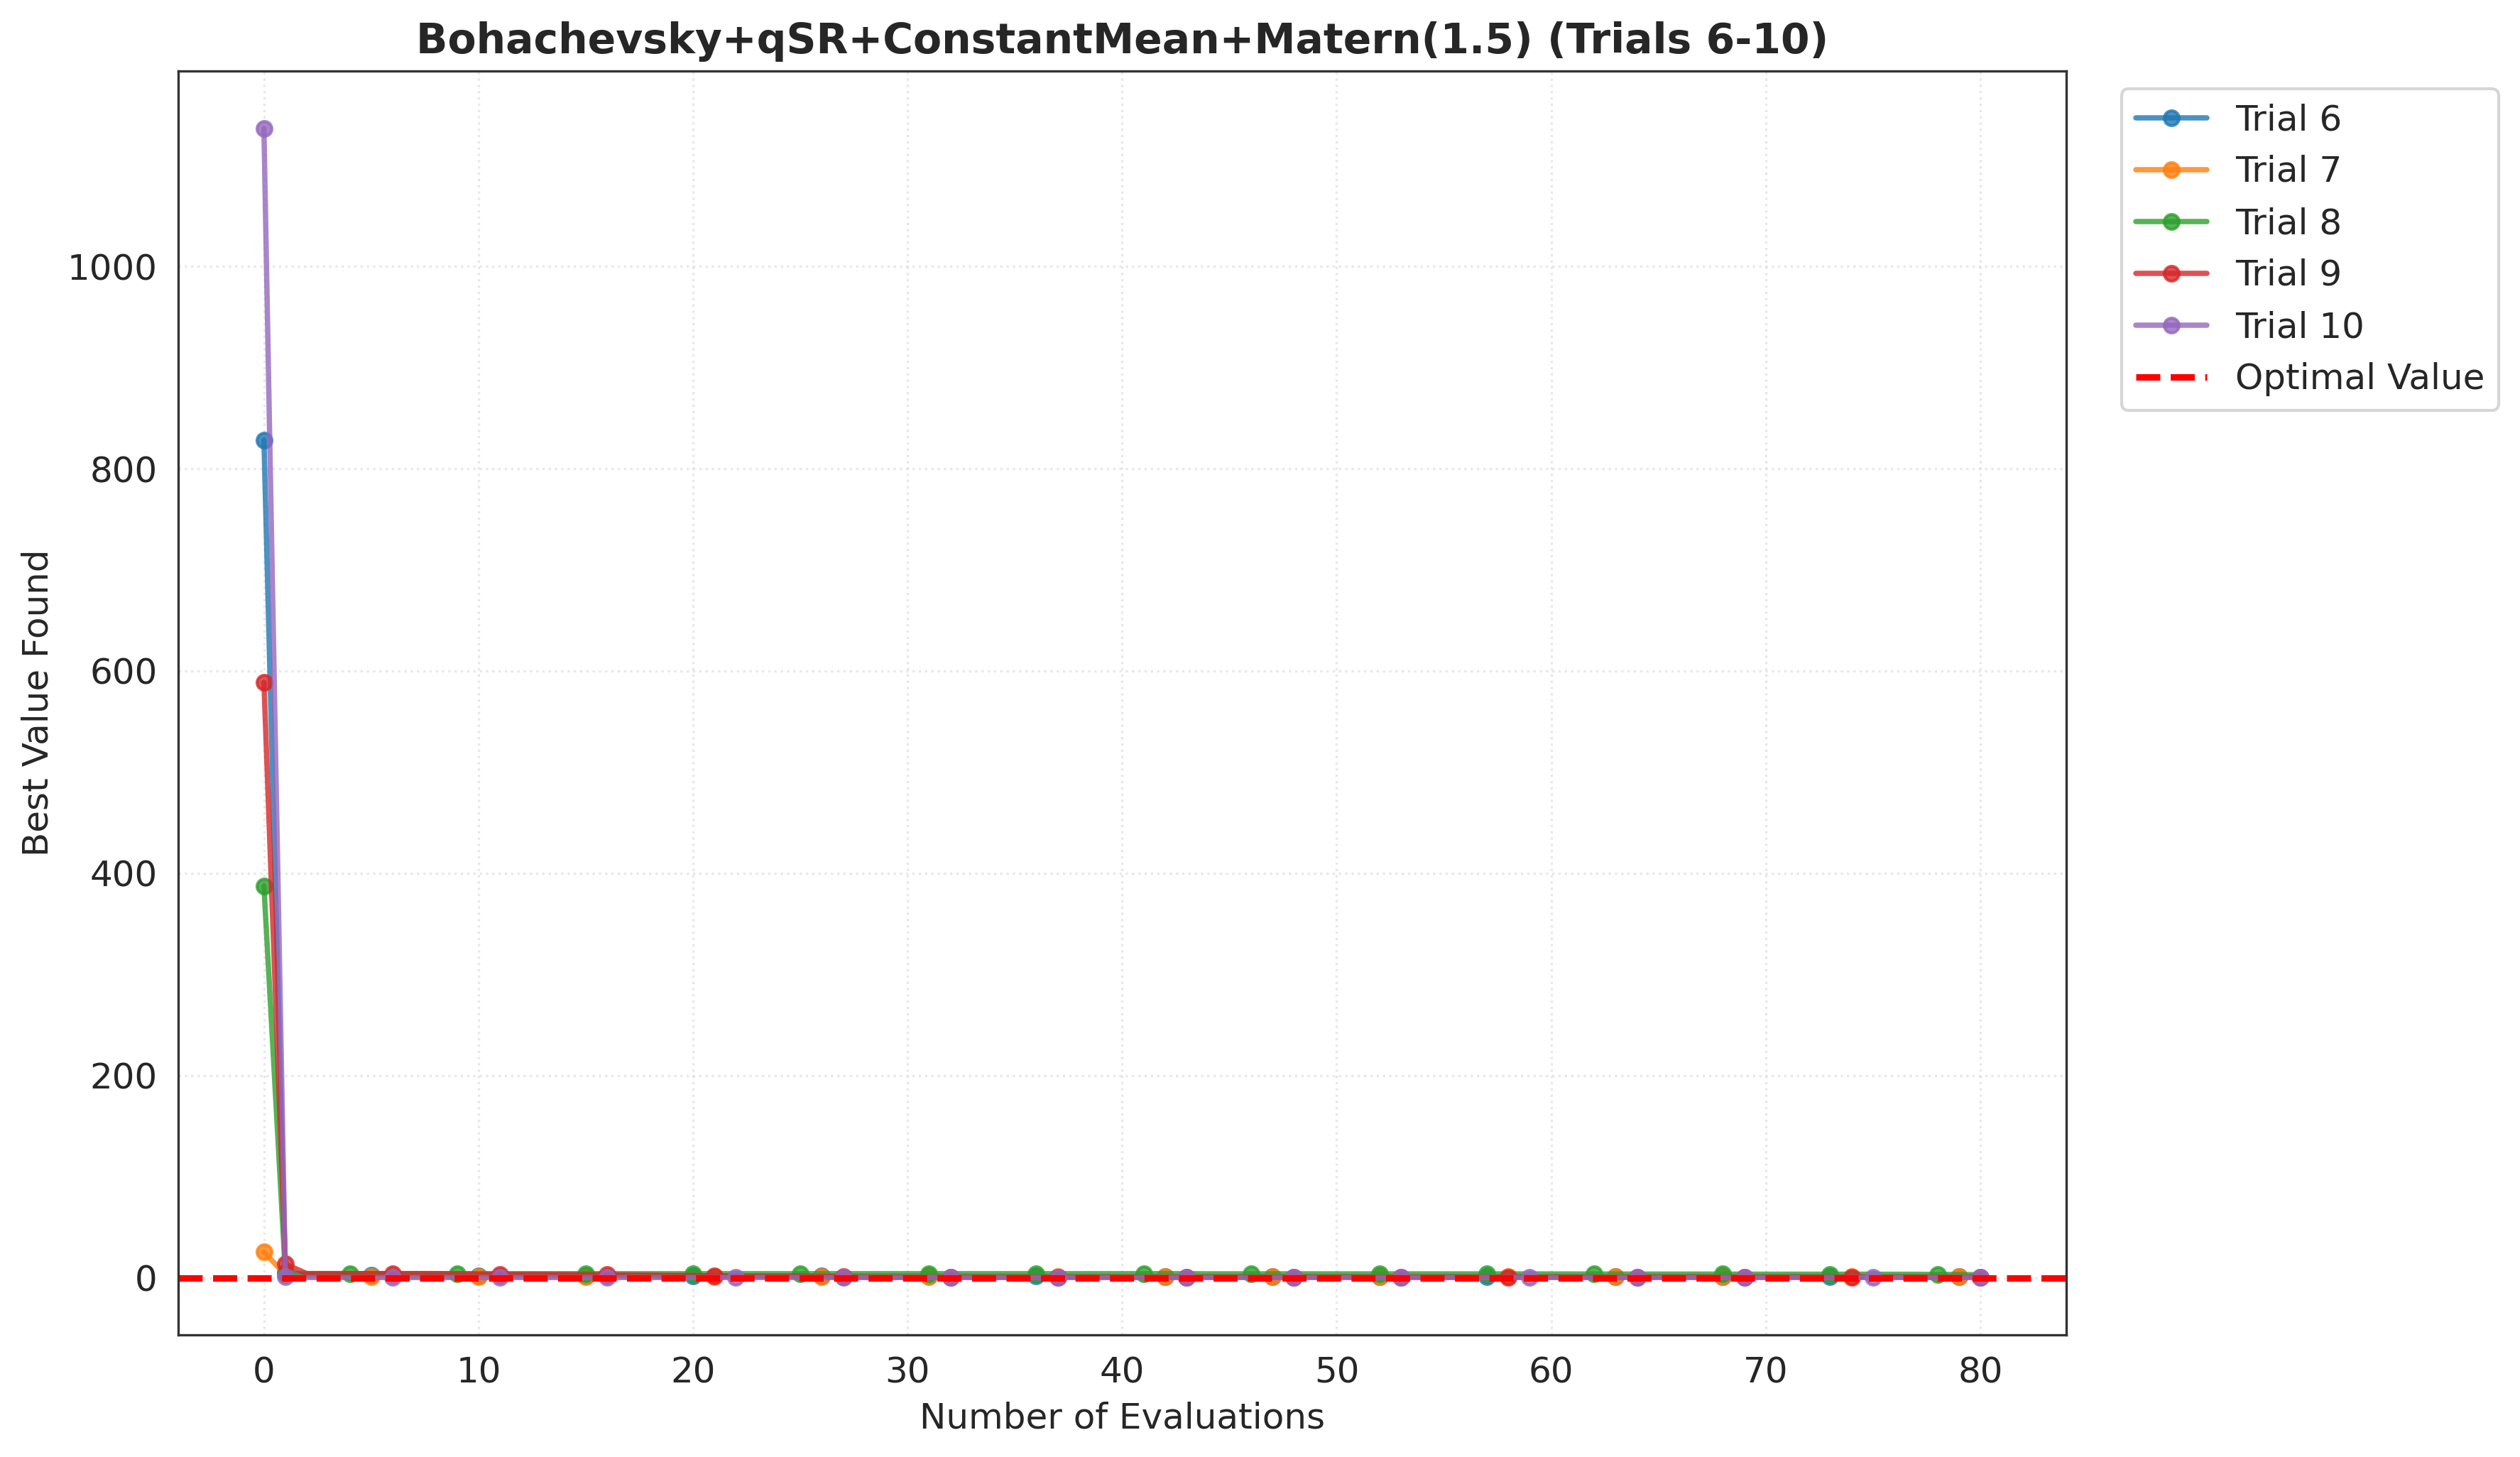 Bohachevsky+qSR+ConstantMean+Matern(1.5) (Trials 6-10)
Trial 6
Trial 7
Trial 8
Trial 9
Trial 10
Optimal Value
Best Value Found
1000
800
600
400
200
0
0 10 20 30 40 50 60 70 80
Number of Evaluations